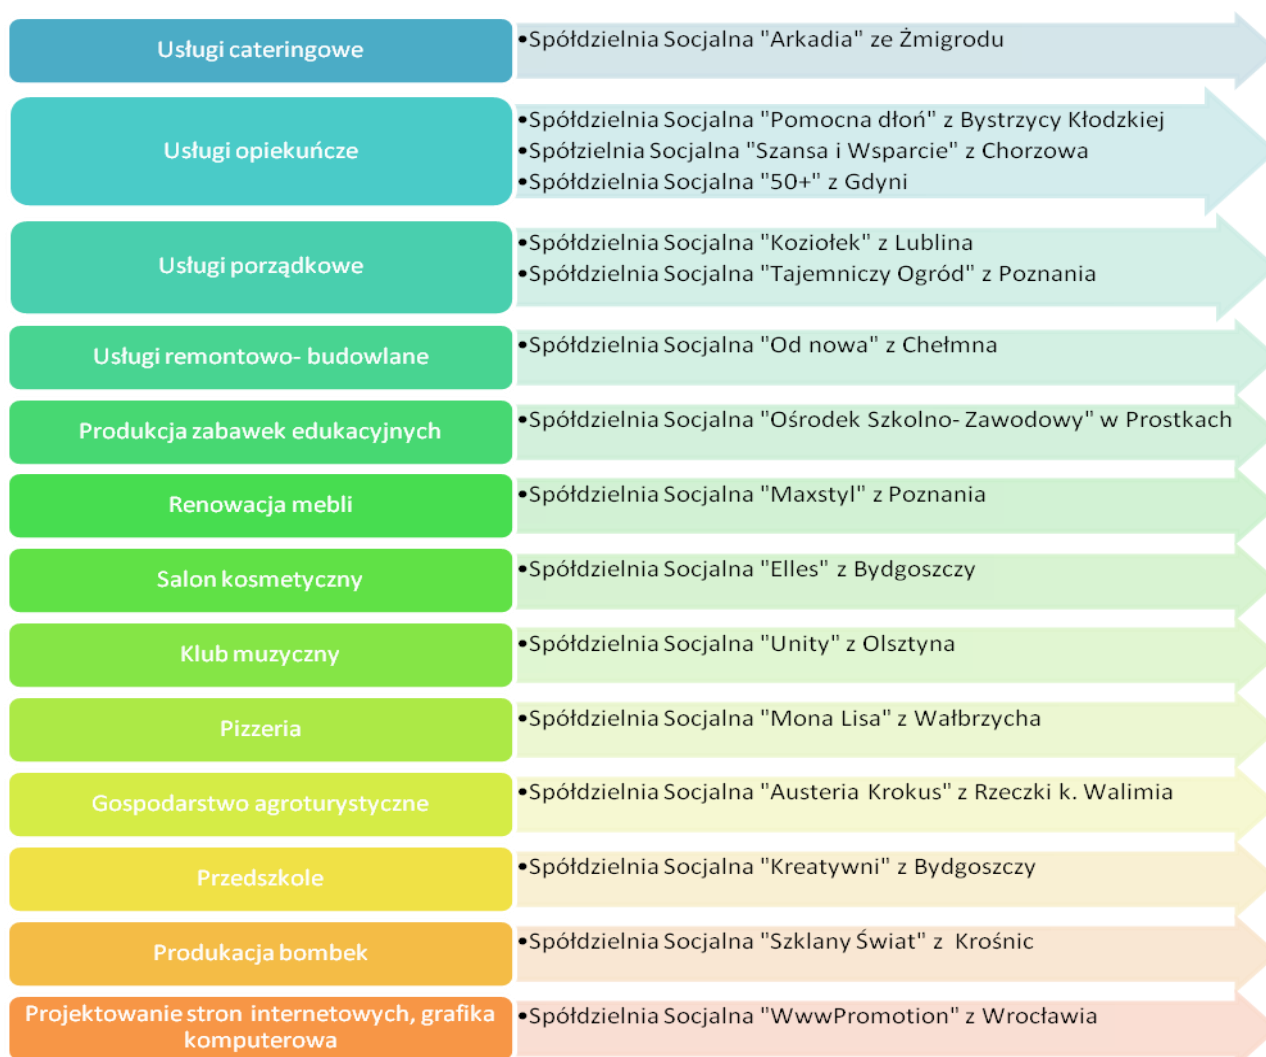 Usługi cateringowe
•Spółdzielnia Socjalna "Arkadia" ze Żmigrodu
Usługi opiekuńcze
•Spółdzielnia Socjalna "Pomocna dłoń" z Bystrzycy Kłodzkiej
•Spółzielnia Socjalna "Szansa i Wsparcie" z Chorzowa
•Spółdzielnia Socjalna "50+" z Gdyni
Usługi porządkowe
•Spółdzielnia Socjalna "Koziołek" z Lublina
•Spółdzielnia Socjalna "Tajemniczy Ogród" z Poznania
Usługi remontowo- budowlane
•Spółdzielnia Socjalna "Od nowa" z Chełmna
Produkcja zabawek edukacyjnych
•Spółdzielnia Socjalna "Ośrodek Szkolno- Zawodowy" w Prostkach
Renowacja mebli
•Spółdzielnia Socjalna "Maxstyl" z Poznania
Salon kosmetyczny
•Spółdzielnia Socjalna "Elles" z Bydgoszczy
Klub muzyczny
•Spółdzielnia Socjalna "Unity" z Olsztyna
Pizzeria
•Spółdzielnia Socjalna "Mona Lisa" z Wałbrzycha
Gospodarstwo agroturystyczne
•Spółdzielnia Socjalna "Austeria Krokus" z Rzeczki k. Walimia
Przedszkole
•Spółdzielnia Socjalna "Kreatywni" z Bydgoszczy
Produkacja bombek
•Spółdzielnia Socjalna "Szklany Świat" z Krośnic
Projektowanie stron internetowych, grafika
komputerowa
•Spółdzielnia Socjalna "WwwPromotion" z Wrocławia